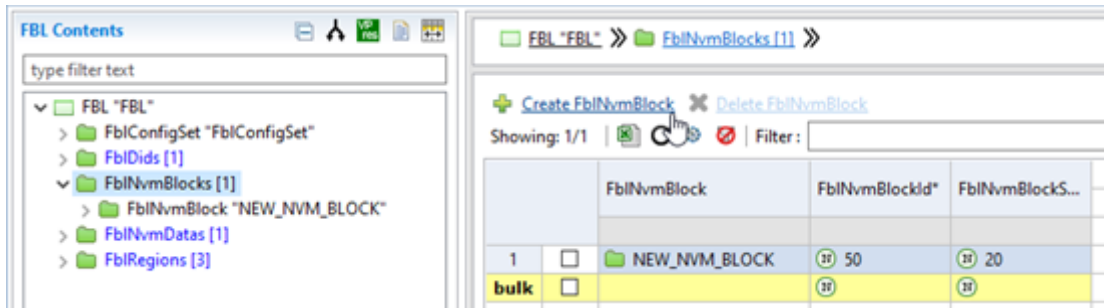 FBL Contents
VP
res
type filter text
FBL "FBL"
FblConfigSet "FblConfigSet"
FblDids [1]
FblNvmBlocks [1]
FblNvmBlock "NEW_NVM_BLOCK"
FblNvmDatas [1]
FblRegions [3]
FBL "FBL" FblNvmBlocks [1]
Create FblNvmBlock Delete FblNvmBlock
Showing: 1/1 Filter :
FblNvmBlock FblNvmBlockId* FblNvmBlockS...
1 NEW_NVM_BLOCK N 50 N 20
bulk N N